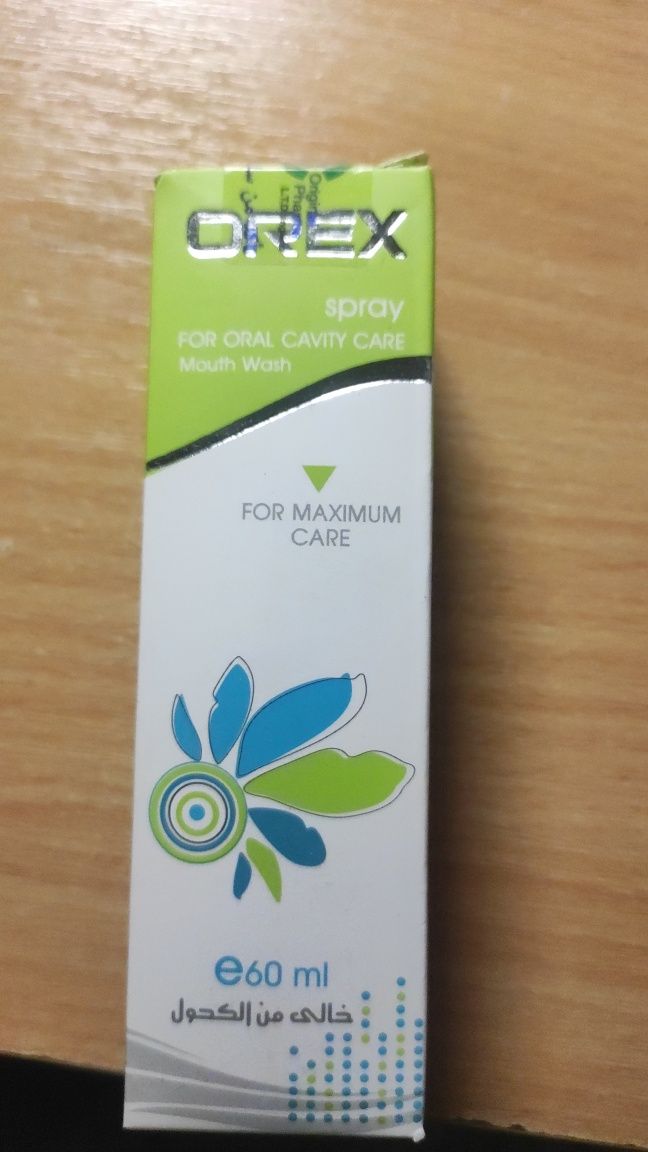 OREX
spray
FOR ORAL CAVITY CARE
Mouth Wash
FOR MAXIMUM
CARE
e60 ml
خالى من الكحول